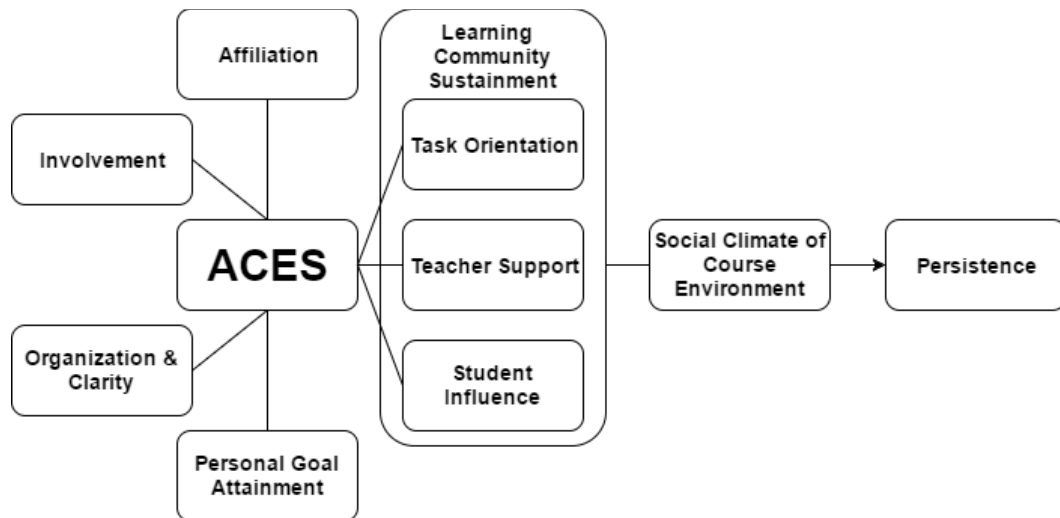 Affiliation
Learning
Community
Sustainment
Involvement
Task Orientation
ACES
Teacher Support
Social Climate of
Course
Environment
Persistence
Organization &
Clarity
Student
Influence
Personal Goal
Attainment